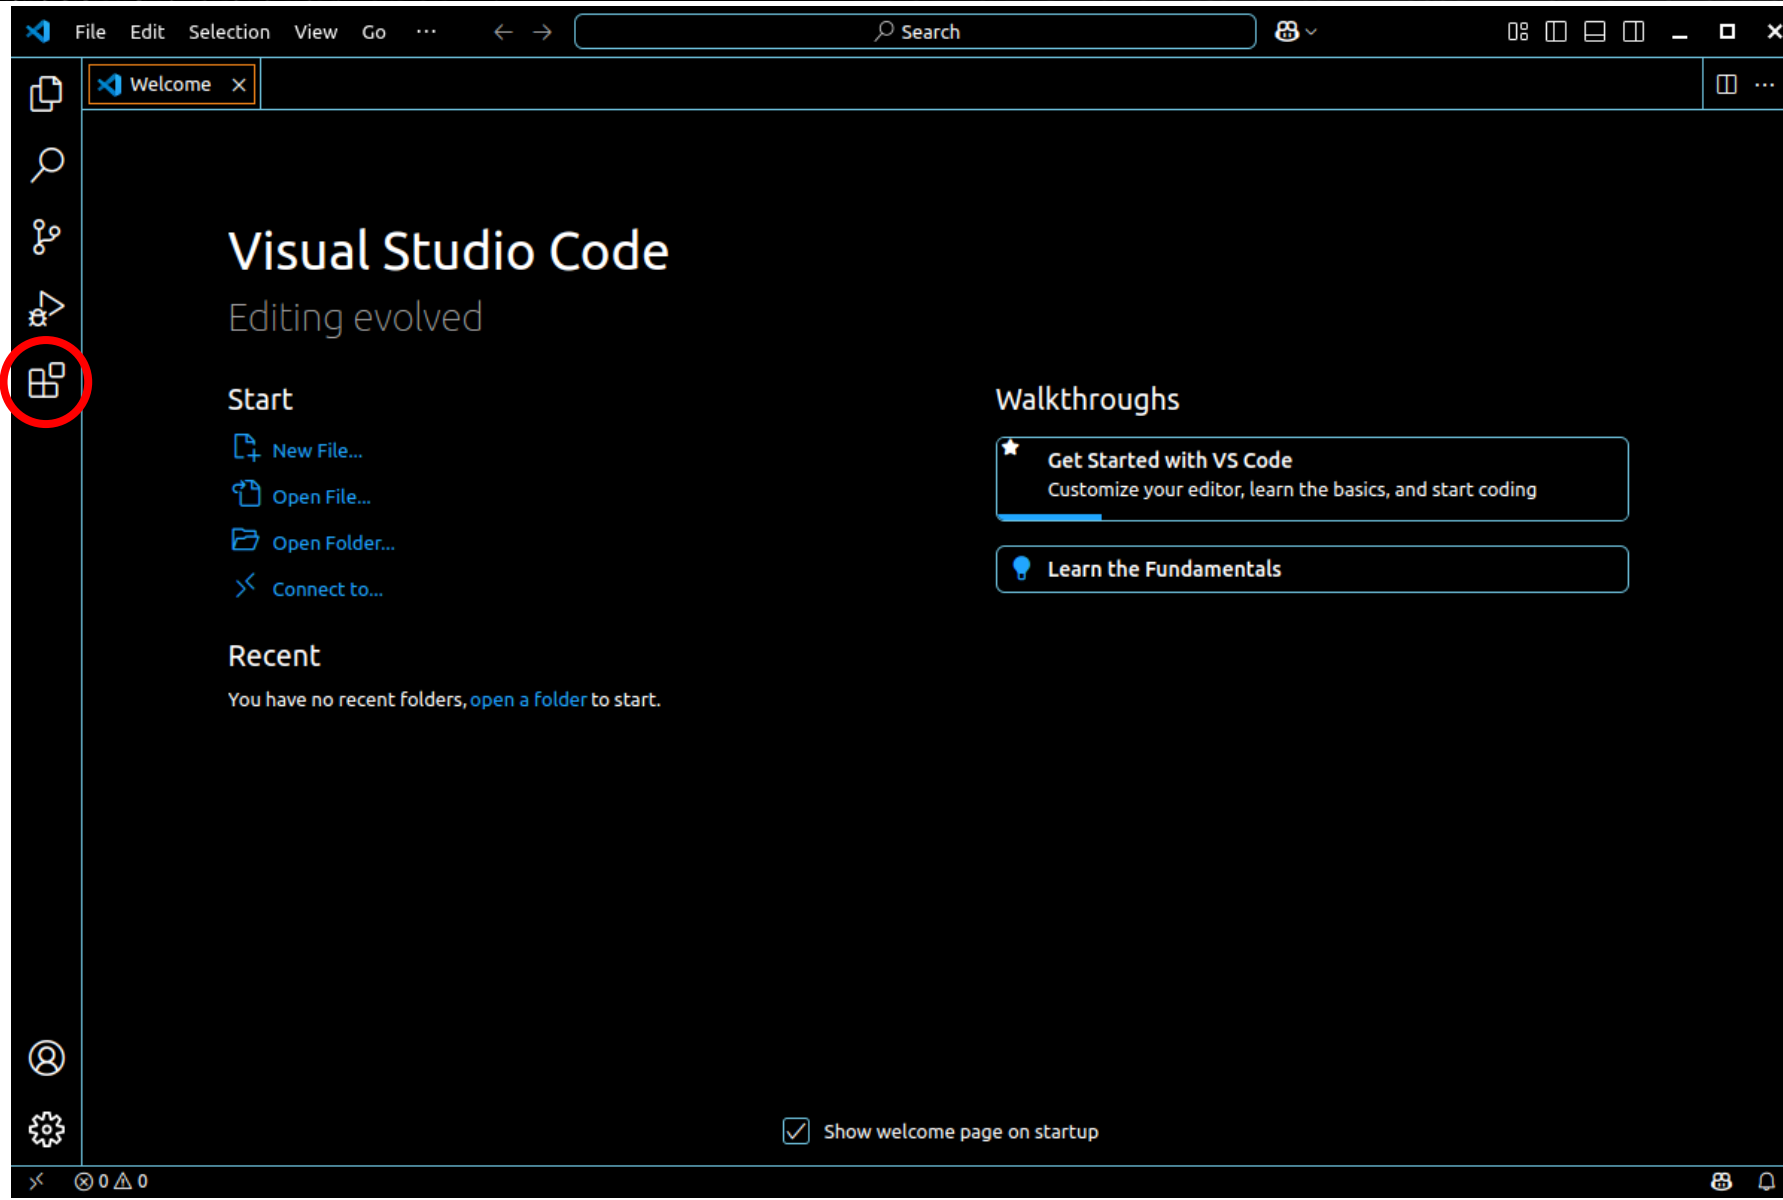 File Edit Selection View Go ··· Search
Welcome
Visual Studio Code
Editing evolved
Start
New File...
Open File...
Open Folder...
Connect to...
Recent
You have no recent folders, open a folder to start.
Walkthroughs
Get Started with VS Code
Customize your editor, learn the basics, and start coding
Learn the Fundamentals
Show welcome page on startup
0 0